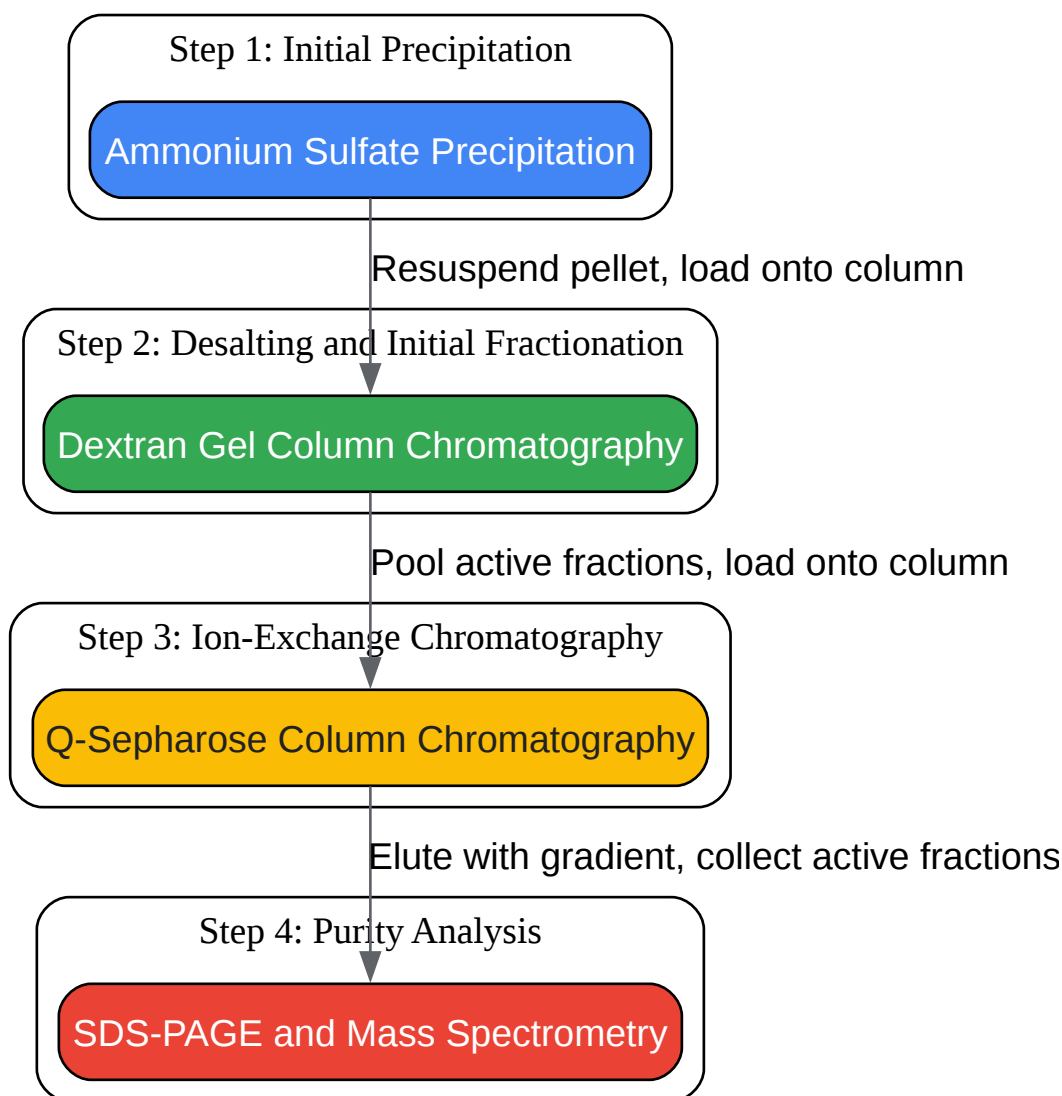 Step 1: Initial Precipitation
Ammonium Sulfate Precipitation
Resuspend pellet, load onto column
Step 2: Desalting and Initial Fractionation
Dextran Gel Column Chromatography
Pool active fractions, load onto column
Step 3: Ion-Exchange Chromatography
Q-Sepharose Column Chromatography
Elute with gradient, collect active fractions
Step 4: Purity Analysis
SDS-PAGE and Mass Spectrometry